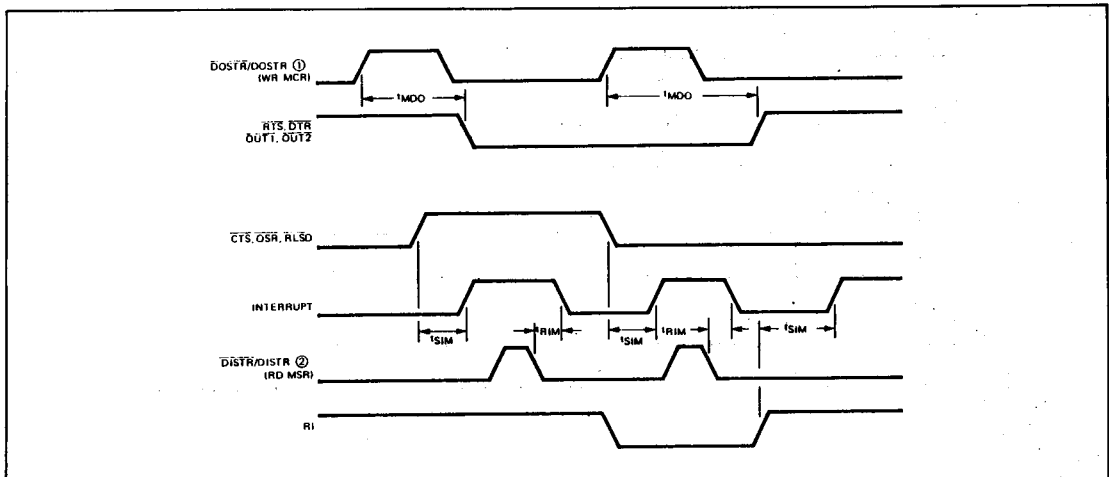 DOSTR/DOSTR ①
(WR MCR)
tMDO
tMDO
RTS, DTR
OUT1, OUT2
CTS, DSR, RLSD
INTERRUPT
tSIM
tRIM
tSIM
tRIM
tSIM
DISTR/DISTR ②
(RD MSR)
RI